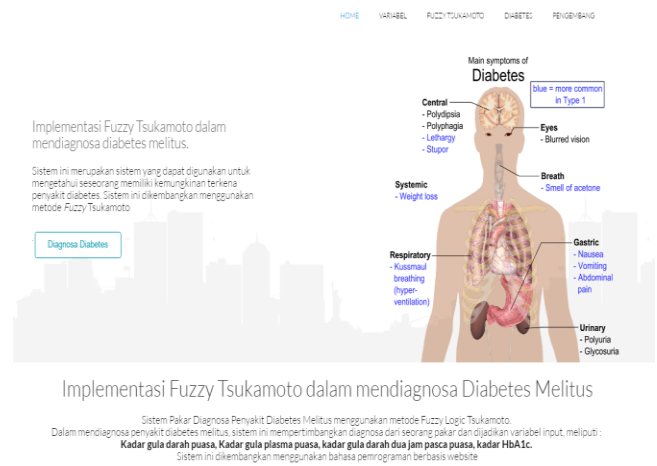 HOME VARIABEL FUZZY TSUKAMOTO DIABETES PENGEMBANG
Implementasi Fuzzy Tsukamoto dalam
mendiagnosa diabetes melitus.
Sistem ini merupakan sistem yang dapat digunakan untuk
mengetahui seseorang memiliki kemungkinan terkena
penyakit diabetes. Sistem ini dikembangkan menggunakan
metode Fuzzy Tsukamoto
Diagnosa Diabetes
Main symptoms of
Diabetes
blue = more common
in Type 1
Central
- Polydipsia
- Polyphagia
- Lethargy
- Stupor
Eyes
- Blurred vision
Breath
- Smell of acetone
Systemic
- Weight loss
Respiratory
- Kussmaul
breathing
(hyper-
ventilation)
Gastric
- Nausea
- Vomiting
- Abdominal
pain
Urinary
- Polyuria
- Glycosuria
Implementasi Fuzzy Tsukamoto dalam mendiagnosa Diabetes Melitus
Sistem Pakar Diagnosa Penyakit Diabetes Melitus menggunakan metode Fuzzy Logic Tsukamoto.
Dalam mendiagnosa penyakit diabetes melitus, sistem ini mempertimbangkan diagnosa dari seorang pakar dan dijadikan variabel input, meliputi :
Kadar gula darah puasa, Kadar gula plasma puasa, kadar gula darah dua jam pasca puasa, kadar HbA1c.
Sistem ini dikembangkan menggunakan bahasa pemrograman berbasis website